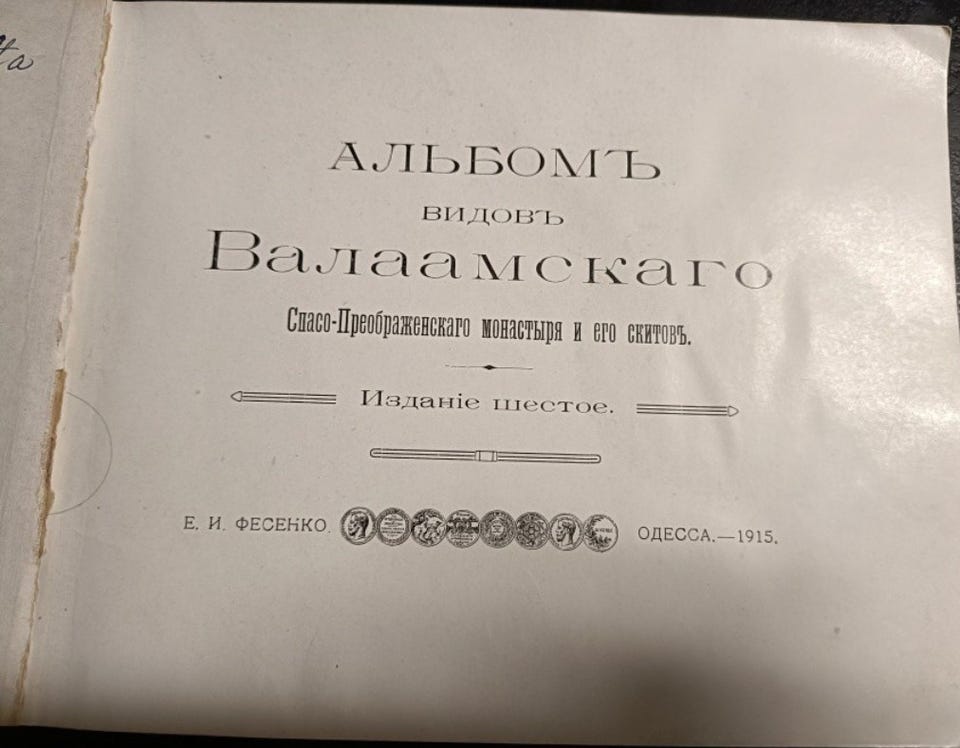 АЛЬБОМЪ
ВИДОВЪ
Валаамскаго
Спасо-Преображенскаго монастыря и его скитовъ.
Изданіе шестое.
Е. И. ФЕСЕНКО. ОДЕССА.—1915.